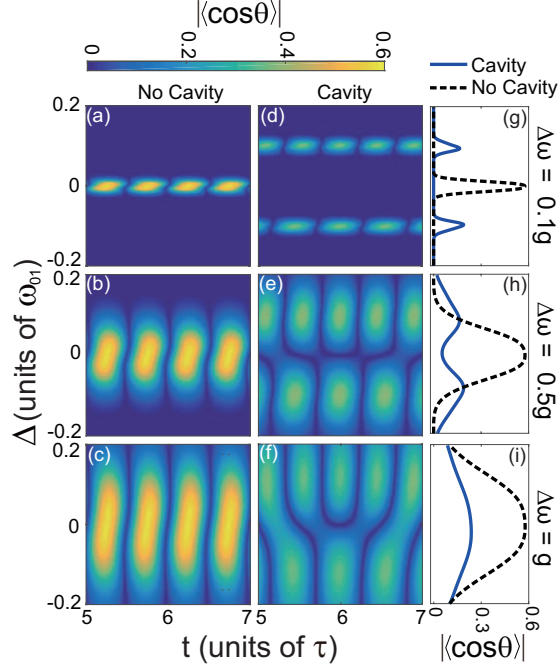 |⟨cosθ⟩|
0 0.2 0.4 0.6
No Cavity Cavity
Cavity
No Cavity
0.2
0
-0.2
(a)
(d)
(g)
Δω = 0.1g
0.2
0
-0.2
(b)
(e)
(h)
Δω = 0.5g
0.2
0
-0.2
(c)
(f)
(i)
Δω = g
Δ (units of ω₀₁)
5 6 7
5 6 7
0 0.3 0.6
t (units of τ)
|⟨cosθ⟩|